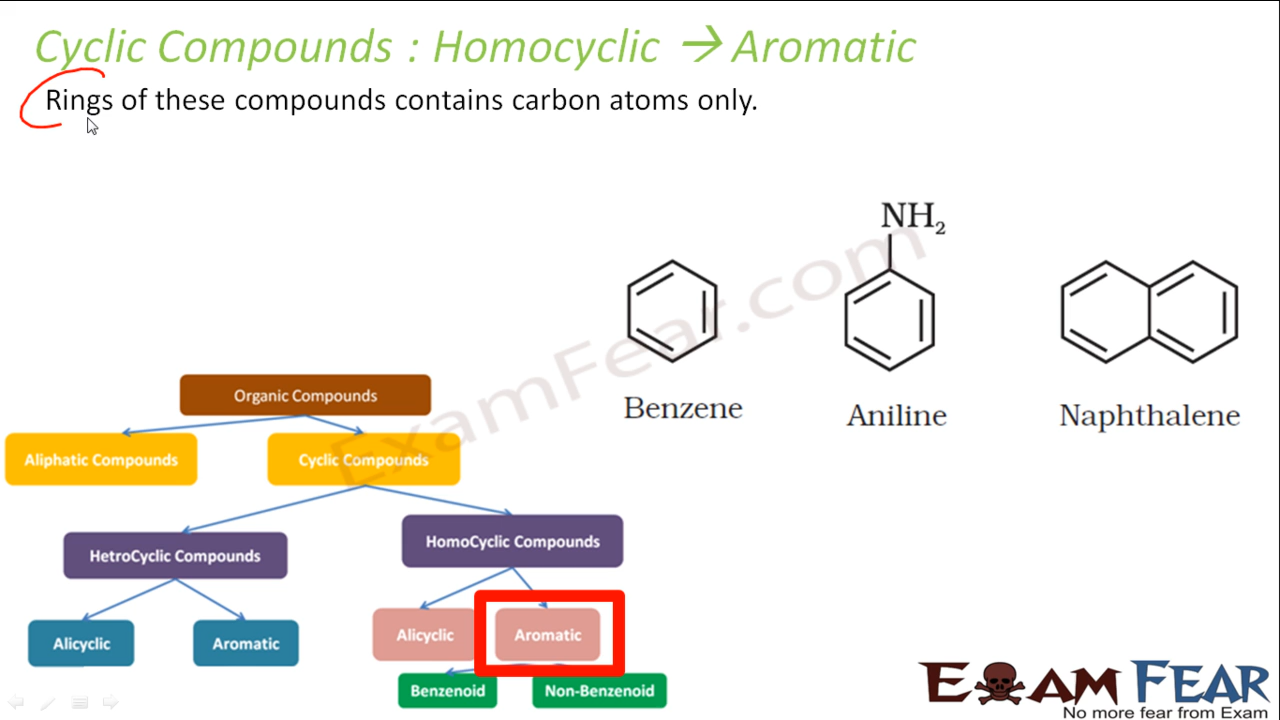 Cyclic Compounds : Homocyclic → Aromatic
Rings of these compounds contains carbon atoms only.
NH2
Benzene
Aniline
Naphthalene
ExamFear.com
Organic Compounds
Aliphatic Compounds
Cyclic Compounds
HetroCyclic Compounds
HomoCyclic Compounds
Alicyclic
Aromatic
Alicyclic
Aromatic
Benzenoid
Non-Benzenoid
EXAM FEAR
No more fear from Exam